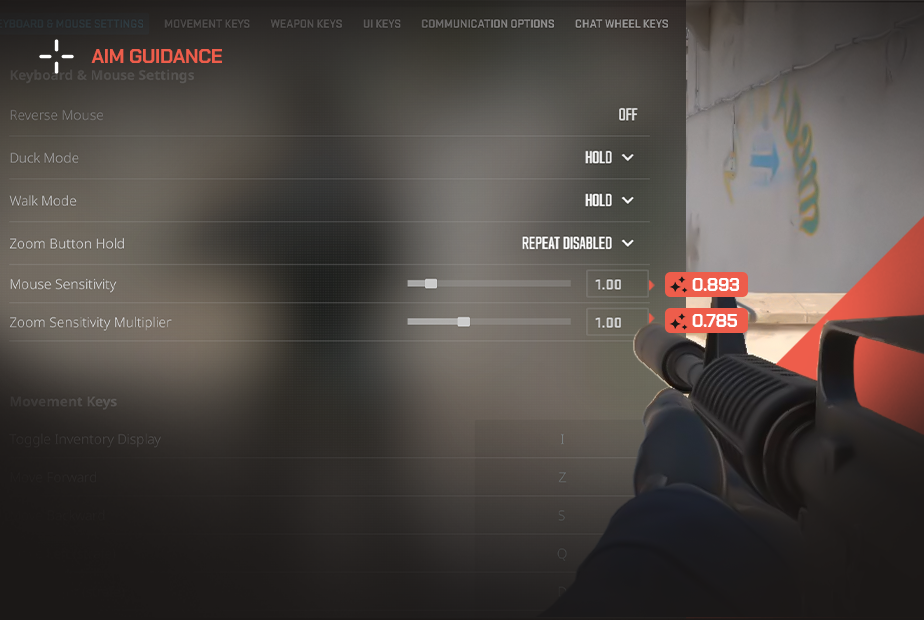 KEYBOARD & MOUSE SETTINGS MOVEMENT KEYS WEAPON KEYS UI KEYS COMMUNICATION OPTIONS CHAT WHEEL KEYS
AIM GUIDANCE
Keyboard & Mouse Settings
Reverse Mouse OFF
Duck Mode HOLD
Walk Mode HOLD
Zoom Button Hold REPEAT DISABLED
Mouse Sensitivity 1.00 0.893
Zoom Sensitivity Multiplier 1.00 0.785
Movement Keys
Toggle Inventory Display I
Forward Z
S
Q